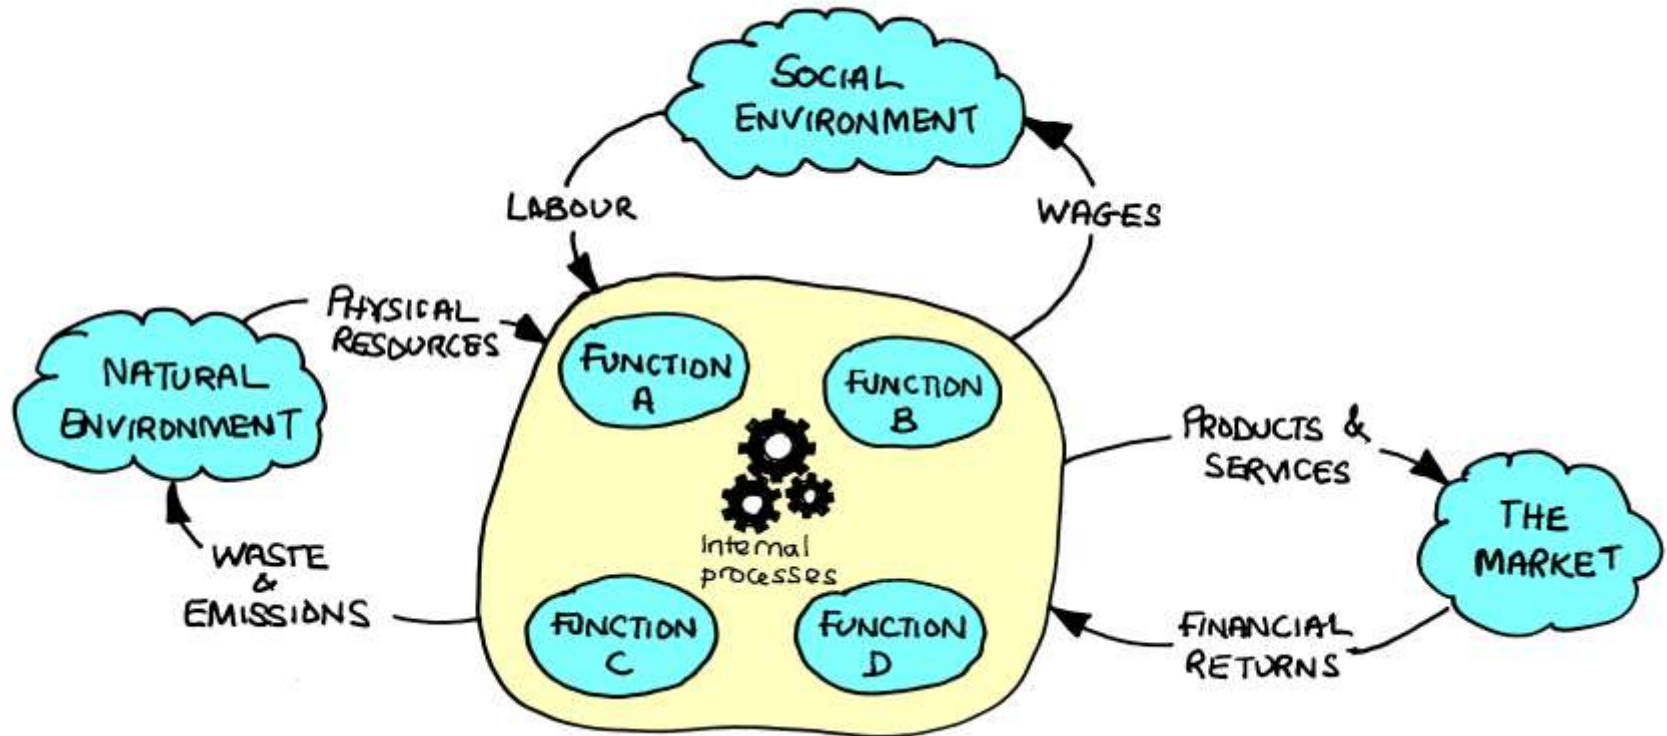 SOCIAL
ENVIRONMENT
LABOUR
WAGES
PHYSICAL
RESOURCES
NATURAL
ENVIRONMENT
WASTE
&
EMISSIONS
FUNCTION
A
FUNCTION
B
Internal
processes
FUNCTION
C
FUNCTION
D
PRODUCTS &
SERVICES
THE
MARKET
FINANCIAL
RETURNS